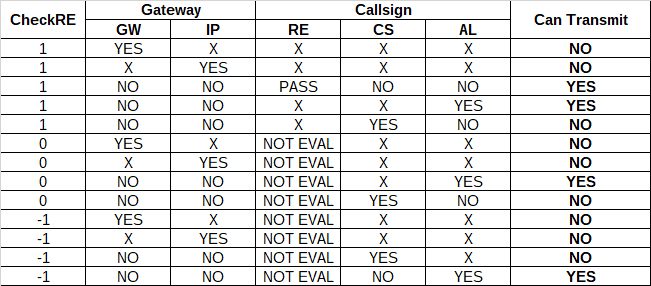 CheckRE Gateway Callsign Can Transmit
GW IP RE CS AL
1 YES X X X X NO
1 X YES X X X NO
1 NO NO PASS NO NO YES
1 NO NO X X YES YES
1 NO NO X YES NO NO
0 YES X NOT EVAL X X NO
0 X YES NOT EVAL X X NO
0 NO NO NOT EVAL X YES YES
0 NO NO NOT EVAL YES NO NO
-1 YES X NOT EVAL X X NO
-1 X YES NOT EVAL X X NO
-1 NO NO NOT EVAL YES X NO
-1 NO NO NOT EVAL NO YES YES